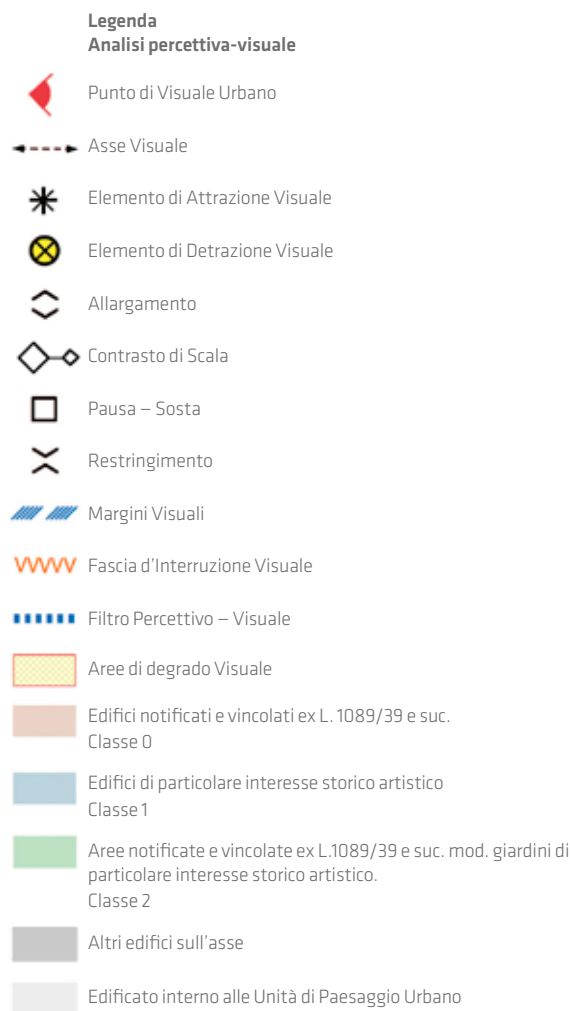 Legenda
Analisi percettiva-visuale
Punto di Visuale Urbano
Asse Visuale
Elemento di Attrazione Visuale
Elemento di Detrazione Visuale
Allargamento
Contrasto di Scala
Pausa – Sosta
Restringimento
Margini Visuali
Fascia d'Interruzione Visuale
Filtro Percettivo – Visuale
Aree di degrado Visuale
Edifici notificati e vincolati ex L. 1089/39 e suc.
Classe 0
Edifici di particolare interesse storico artistico
Classe 1
Aree notificate e vincolate ex L.1089/39 e suc. mod. giardini di
particolare interesse storico artistico.
Classe 2
Altri edifici sull'asse
Edificato interno alle Unità di Paesaggio Urbano